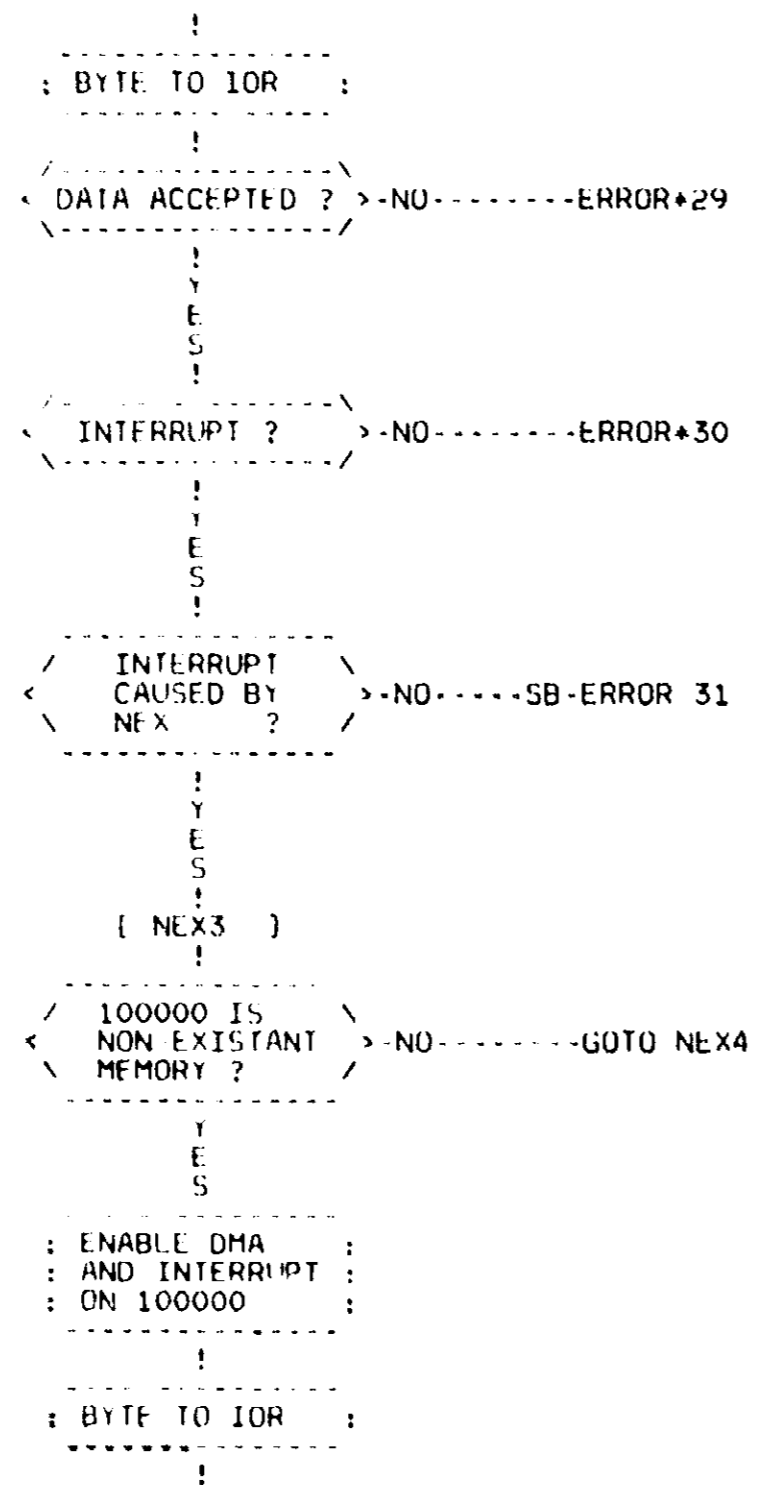 !
---------------
: BYTE TO IOR :
---------------
!
/---------------\
< DATA ACCEPTED ? >-NO--------ERROR*29
\---------------/
!
Y
E
S
!
/---------------\
< INTERRUPT ? >-NO--------ERROR*30
\---------------/
!
Y
E
S
!
---------------
/ INTERRUPT \
< CAUSED BY >-NO-----SB-ERROR 31
\ NEX ? /
---------------
!
Y
E
S
!
[ NEX3 ]
!
---------------
/ 100000 IS \
< NON EXISTANT >-NO--------GOTO NEX4
\ MEMORY ? /
---------------
Y
E
S
---------------
: ENABLE DMA :
: AND INTERRUPT :
: ON 100000 :
---------------
!
---------------
: BYTE TO IOR :
---------------
!